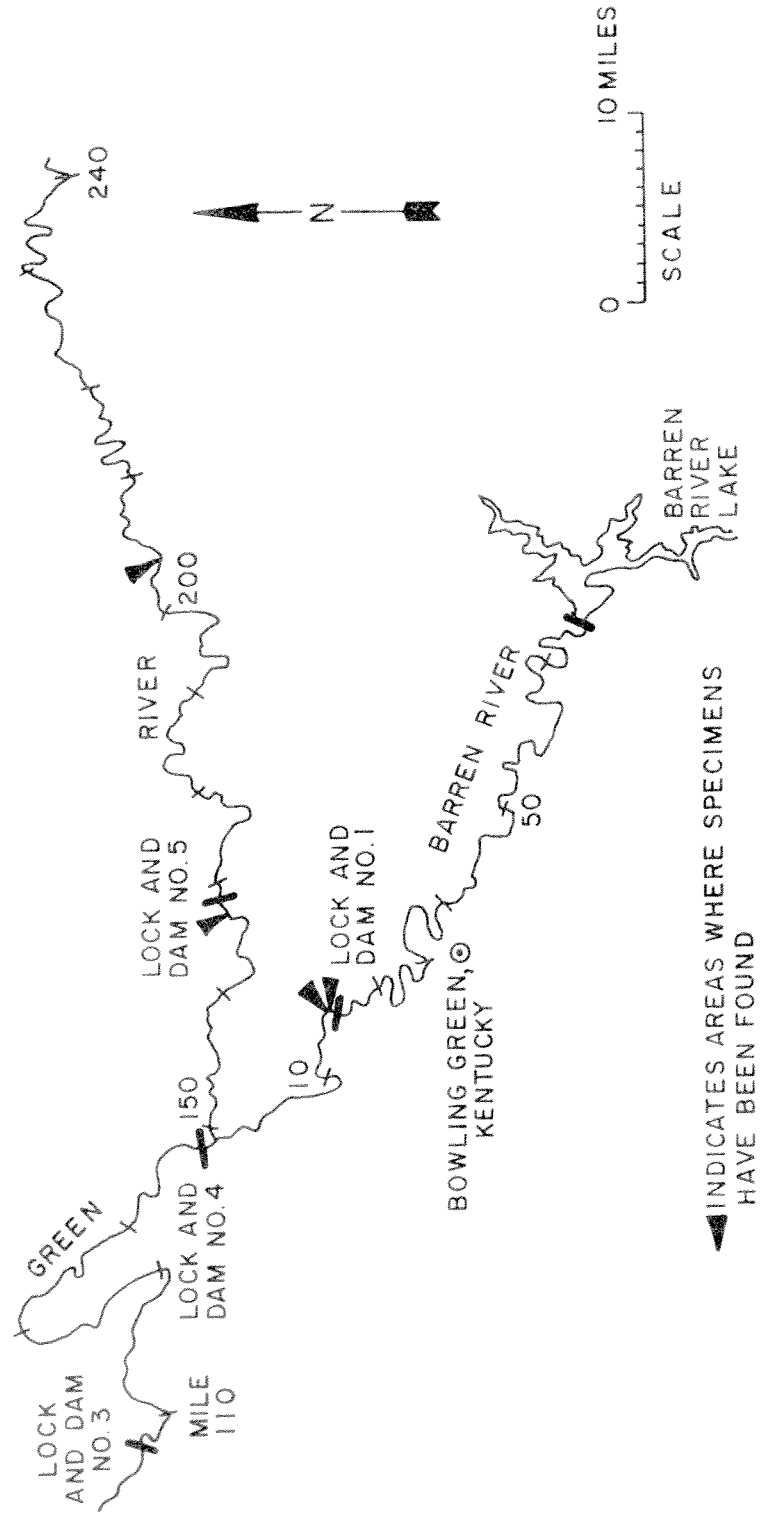 LOCK
AND DAM
NO. 3
MILE
110
GREEN
LOCK AND
DAM NO. 4
150
LOCK AND
DAM NO. 5
RIVER
200
240
N
10
LOCK AND
DAM NO. 1
BOWLING GREEN,
KENTUCKY
BARREN RIVER
50
BARREN
RIVER
LAKE
0
10 MILES
SCALE
INDICATES AREAS WHERE SPECIMENS
HAVE BEEN FOUND